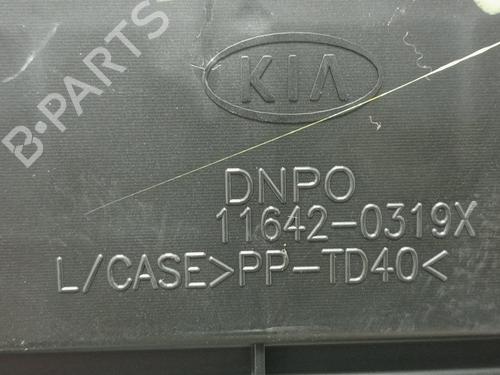 B-PARTS
KIA
DNPO
11642-0319X
L/CASE>PP-TD40<